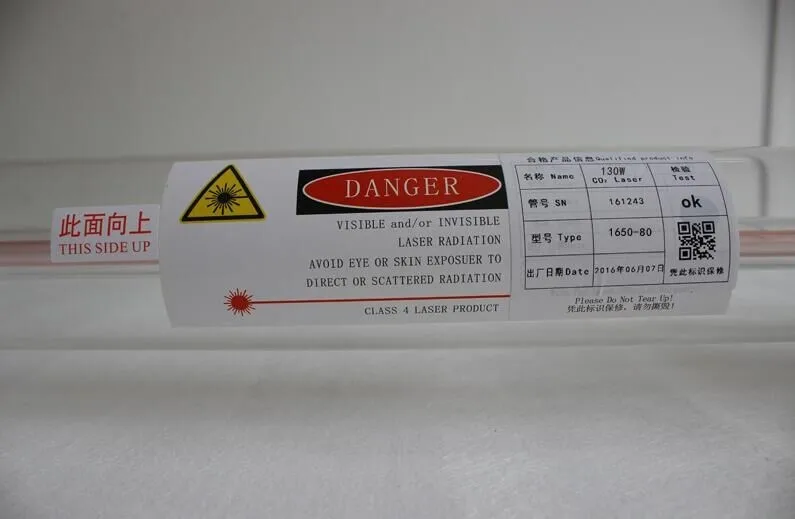 此面向上
THIS SIDE UP
DANGER
VISIBLE and/or INVISIBLE
LASER RADIATION
AVOID EYE OR SKIN EXPOSUER TO
DIRECT OR SCATTERED RADIATION
CLASS 4 LASER PRODUCT
合格产品信息Qualified product info
名称 Name 130W CO₂ Laser 检验 Test
管号 SN 161243 ok
型号 Type 1650-80
出厂日期Date 2016年06月07日 凭此标识保修
Please Do Not Tear Up!
凭此标识保修，请勿撕毁!